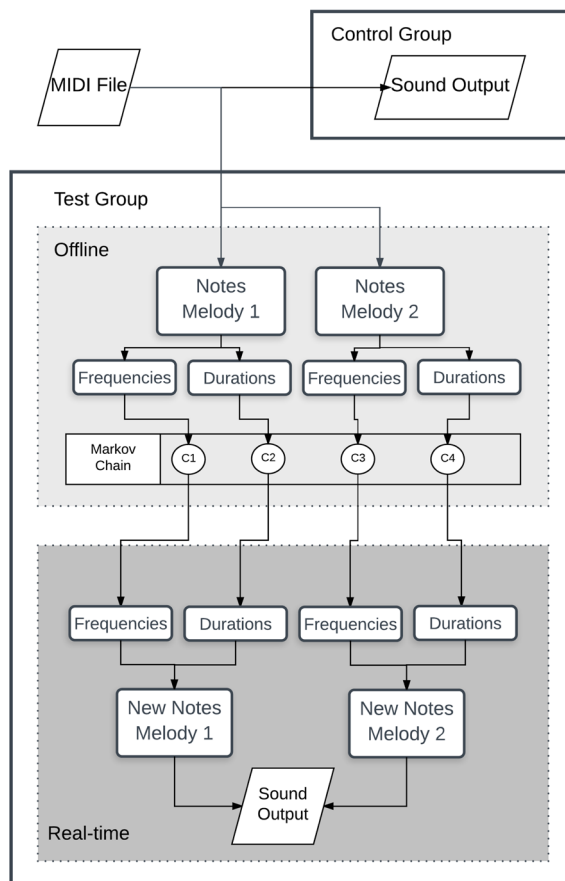 Control Group
MIDI File
Sound Output
Test Group
Offline
Notes
Melody 1
Notes
Melody 2
Frequencies
Durations
Frequencies
Durations
Markov
Chain
C1
C2
C3
C4
Frequencies
Durations
Frequencies
Durations
New Notes
Melody 1
New Notes
Melody 2
Sound
Output
Real-time